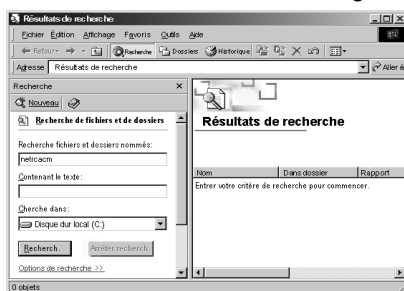 Résultats de recherche
Fichier Édition Affichage Favoris Outils Aide
Retour Recherche Dossiers Historique
Adresse Résultats de recherche Aller à
Recherche
Nouveau
Recherche de fichiers et de dossiers
Recherche fichiers et dossiers nommés:
netrcacm
Contenant le texte:
Cherche dans:
Disque dur local (C:)
Recherch. Arrêter recherch.
Options de recherche >>
Résultats de recherche
Nom Dans dossier Rapport
Entrer votre critère de recherche pour commencer.
0 objets